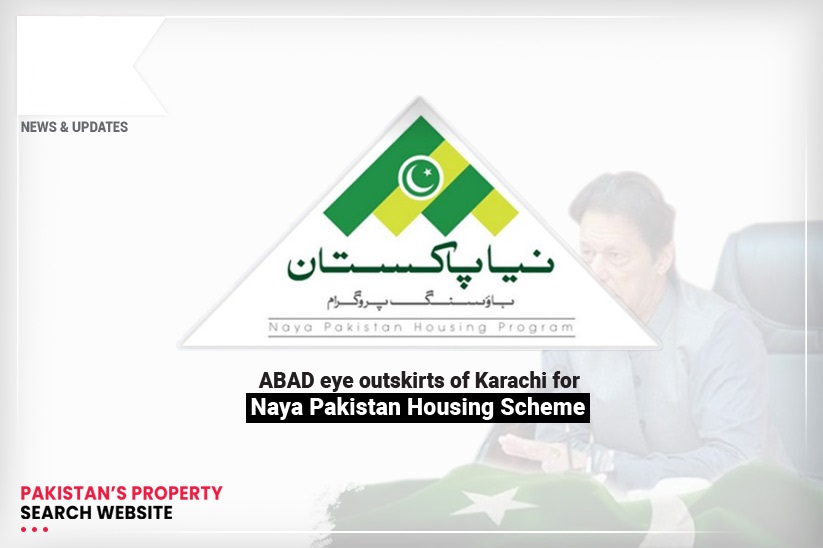 NEWS & UPDATES
نیا پاکستان
ہاؤسنگ پروگرام
Naya Pakistan Housing Program
ABAD eye outskirts of Karachi for
Naya Pakistan Housing Scheme
PAKISTAN'S PROPERTY
SEARCH WEBSITE